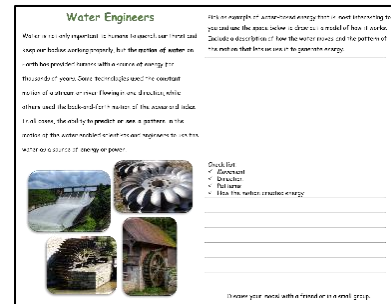 Water Engineers
Water is not only important to humans to quench our thirst and
keep our bodies working properly, but the motion of water on
Earth has provided humans with a source of energy for
thousands of years. Some technologies used the constant
motion of a stream or river flowing in one direction, while
others used the back-and-forth motion of the waves and tides.
In all cases, the ability to predict or see a pattern in the
motion of the water enabled scientists and engineers to use the
water as a source of energy or power.
Pick an example of water-based energy that is most interesting to
you and use the space below to draw out a model of how it works.
Include a description of how the water moves and the pattern of
the motion that lets us use it to generate energy.
Check list:
✓ Movement
✓ Direction
✓ Patterns
✓ How the motion creates energy
Discuss your model with a friend or in a small group.